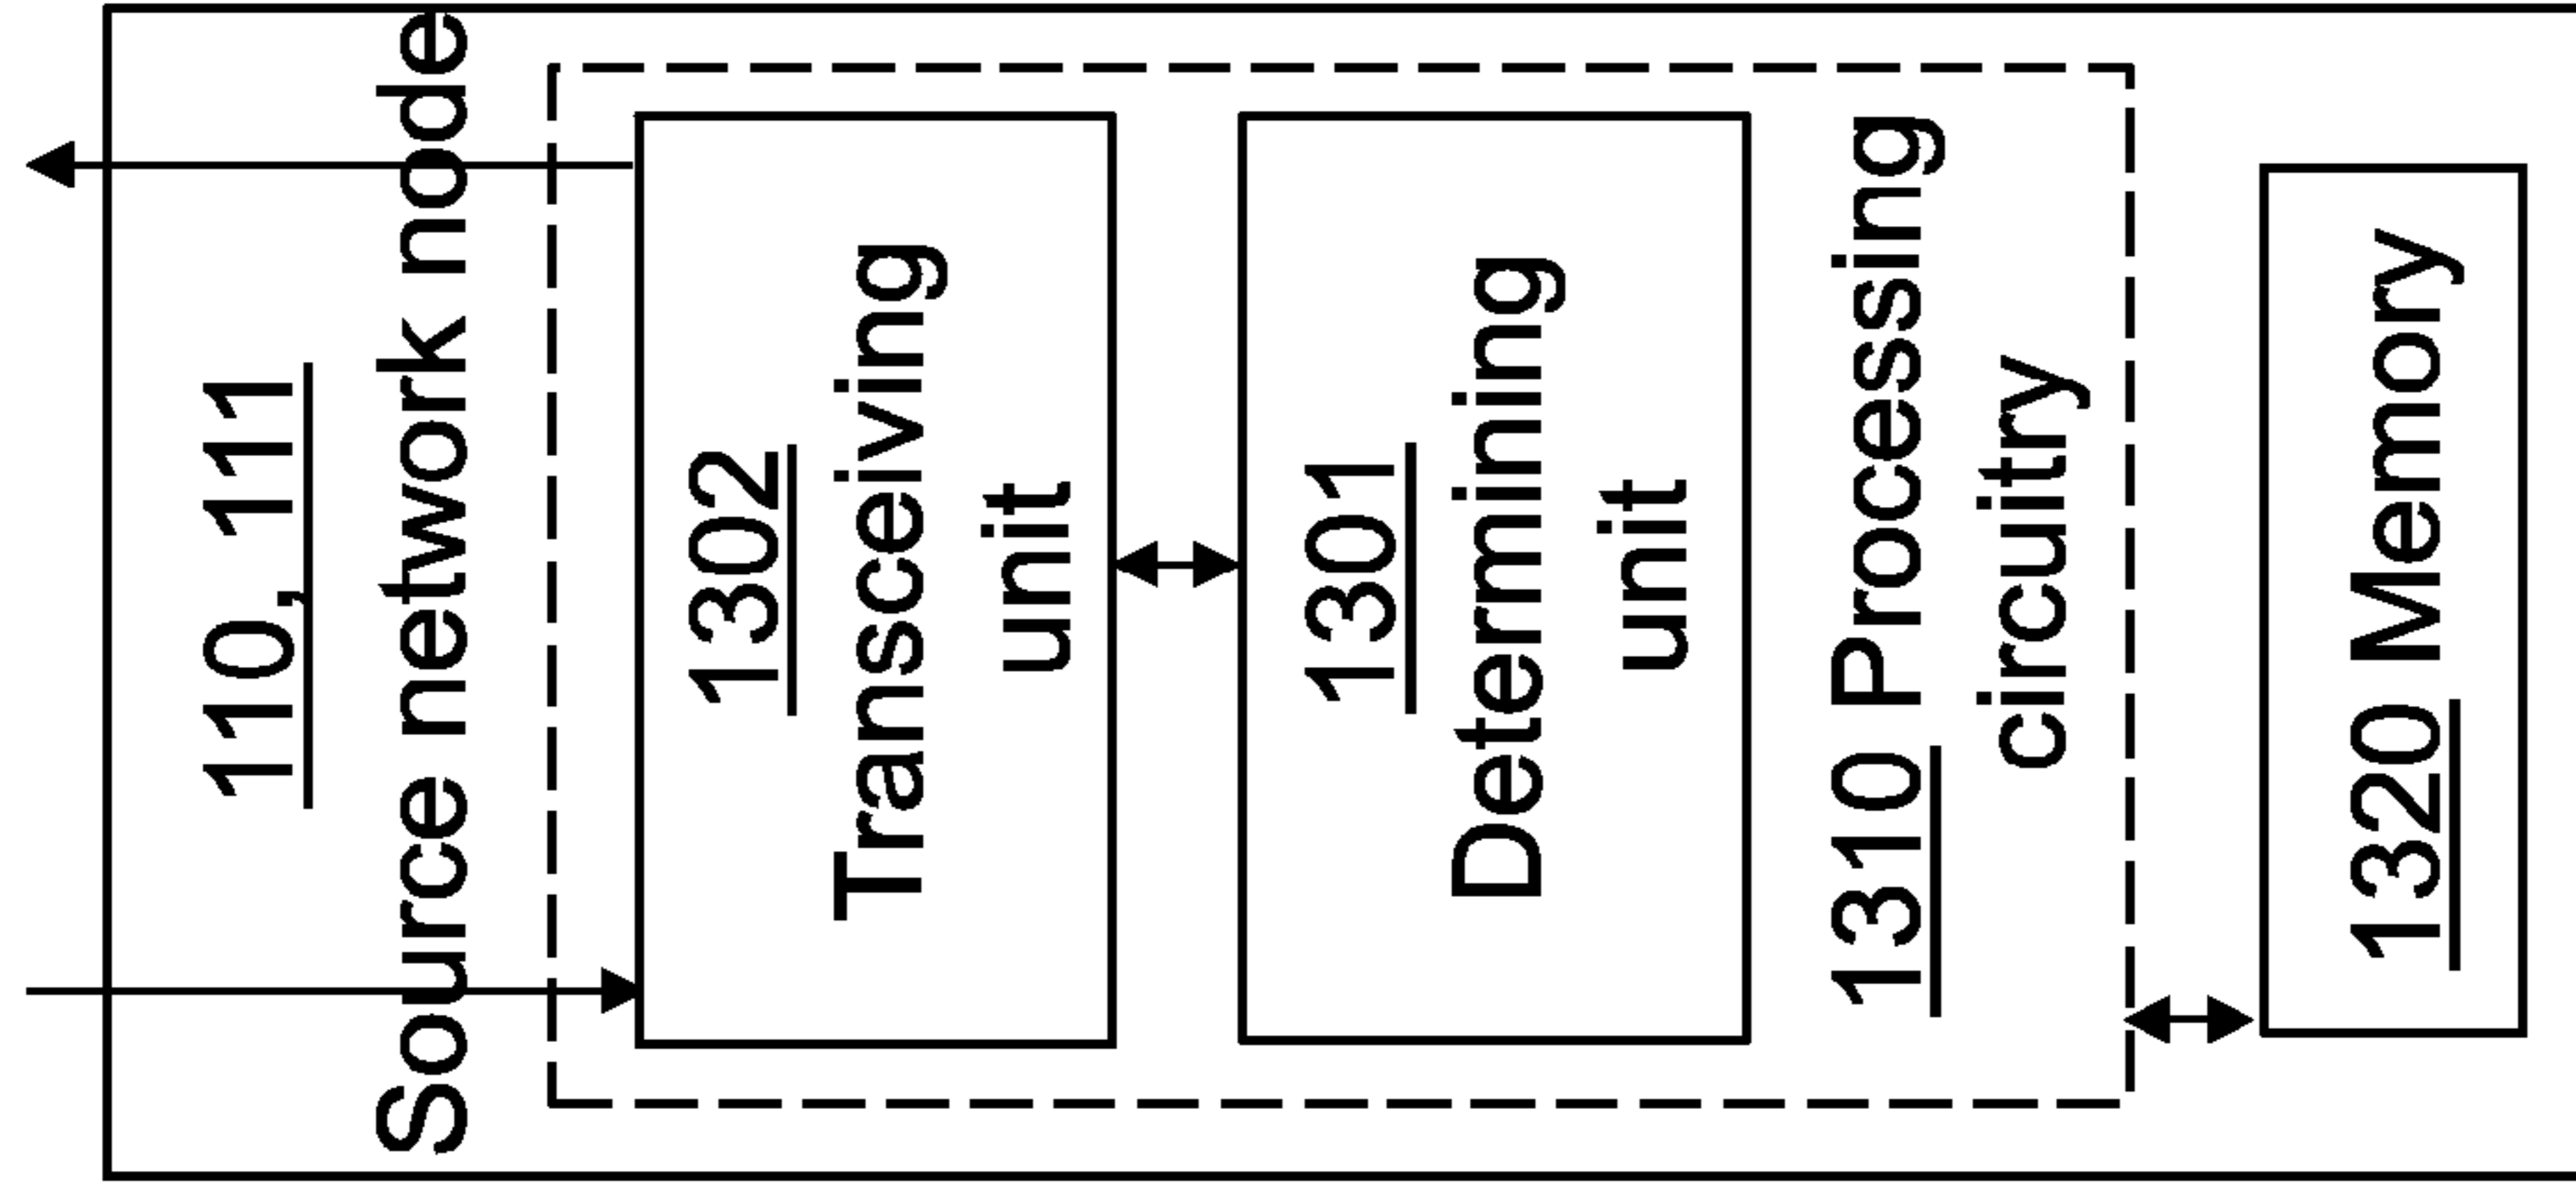 110, 111
Source network node
1302
Transceiving
unit
1301
Determining
unit
1310 Processing
circuitry
1320 Memory